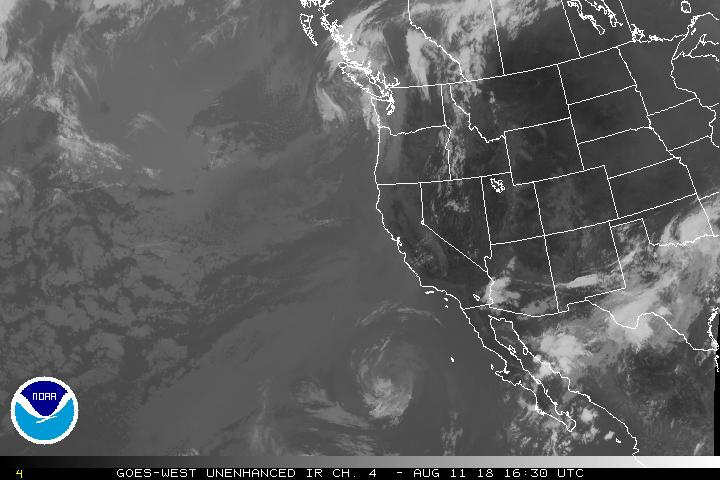 NOAA
4 GOES-WEST UNENHANCED IR CH. 4 - AUG 11 18 16:30 UTC